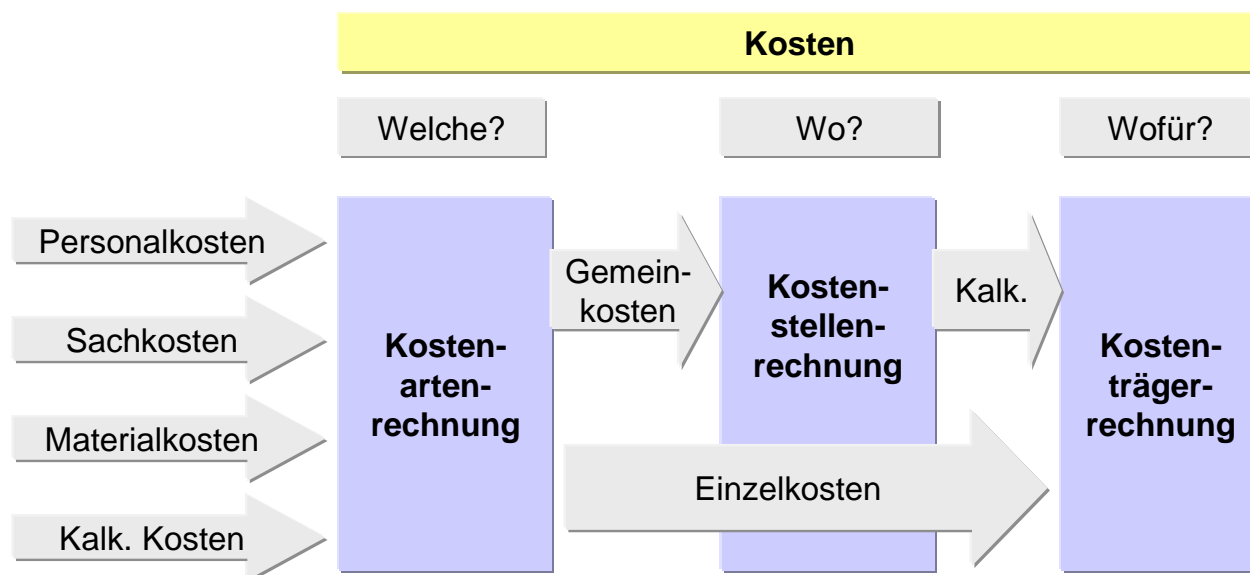 Kosten
Welche?
Wo?
Wofür?
Personalkosten
Sachkosten
Materialkosten
Kalk. Kosten
Kosten-
arten-
rechnung
Gemein-
kosten
Kosten-
stellen-
rechnung
Kalk.
Einzelkosten
Kosten-
träger-
rechnung